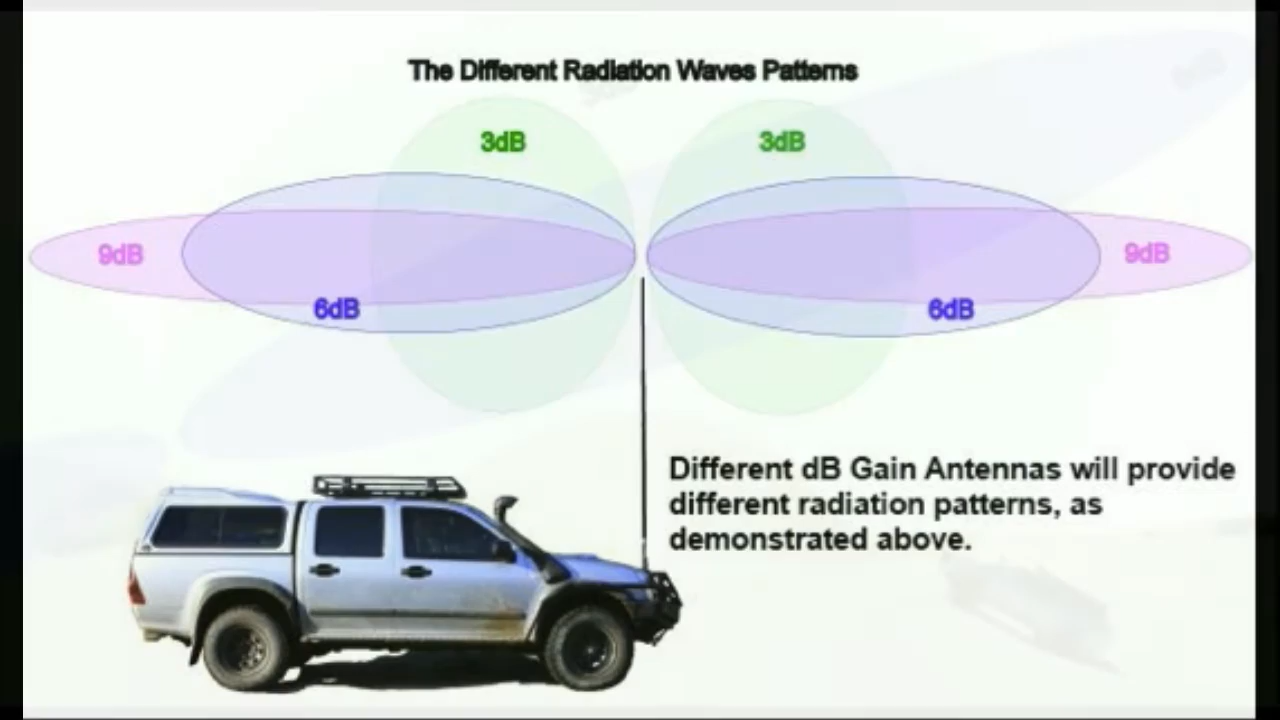 The Different Radiation Waves Patterns
3dB
3dB
9dB
9dB
6dB
6dB
Different dB Gain Antennas will provide
different radiation patterns, as
demonstrated above.